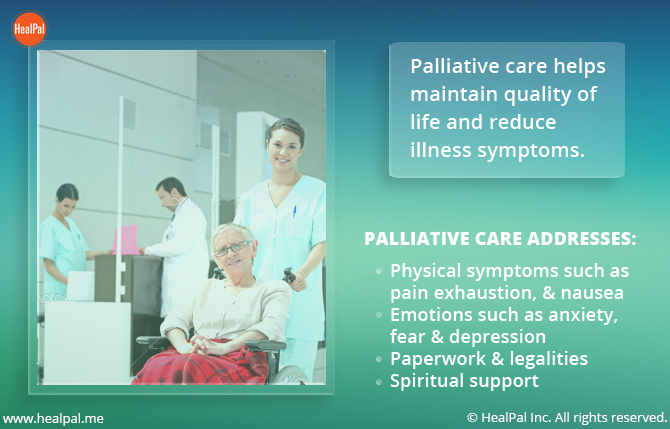 HealPal
Palliative care helps
maintain quality of
life and reduce
illness symptoms.
PALLIATIVE CARE ADDRESSES:
Physical symptoms such as
pain exhaustion, & nausea
Emotions such as anxiety,
fear & depression
Paperwork & legalities
Spiritual support
www.healpal.me
© HealPal Inc. All rights reserved.